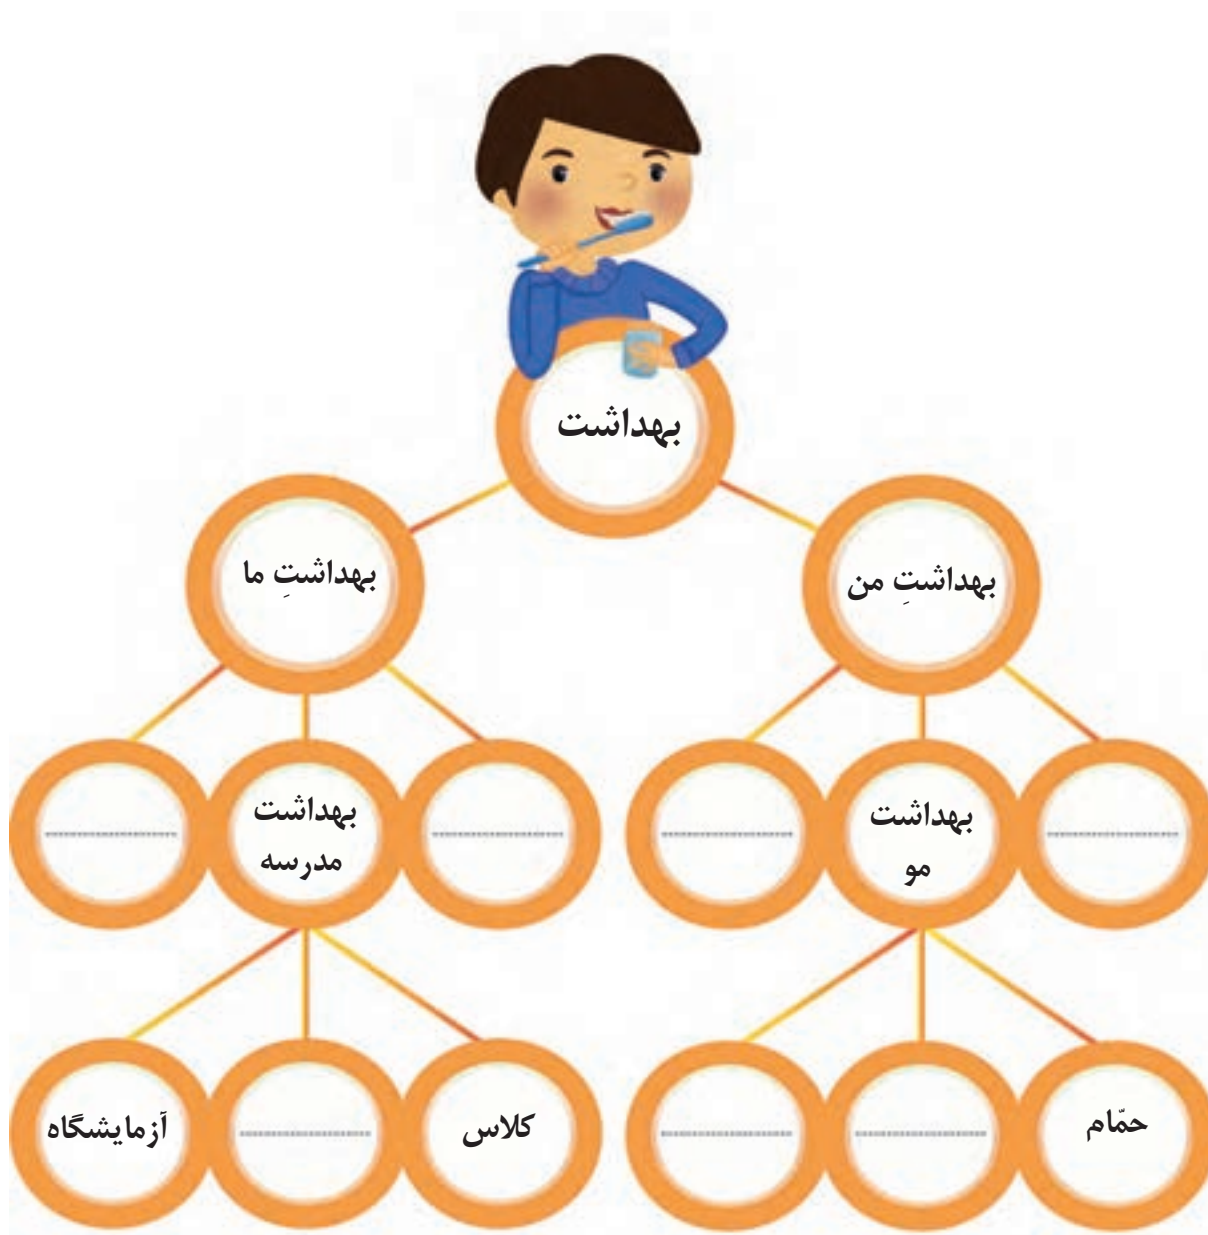 بهداشت
بهداشتِ من
بهداشتِ ما
بهداشت
مو
بهداشت
مدرسه
حمّام
کلاس
آزمایشگاه